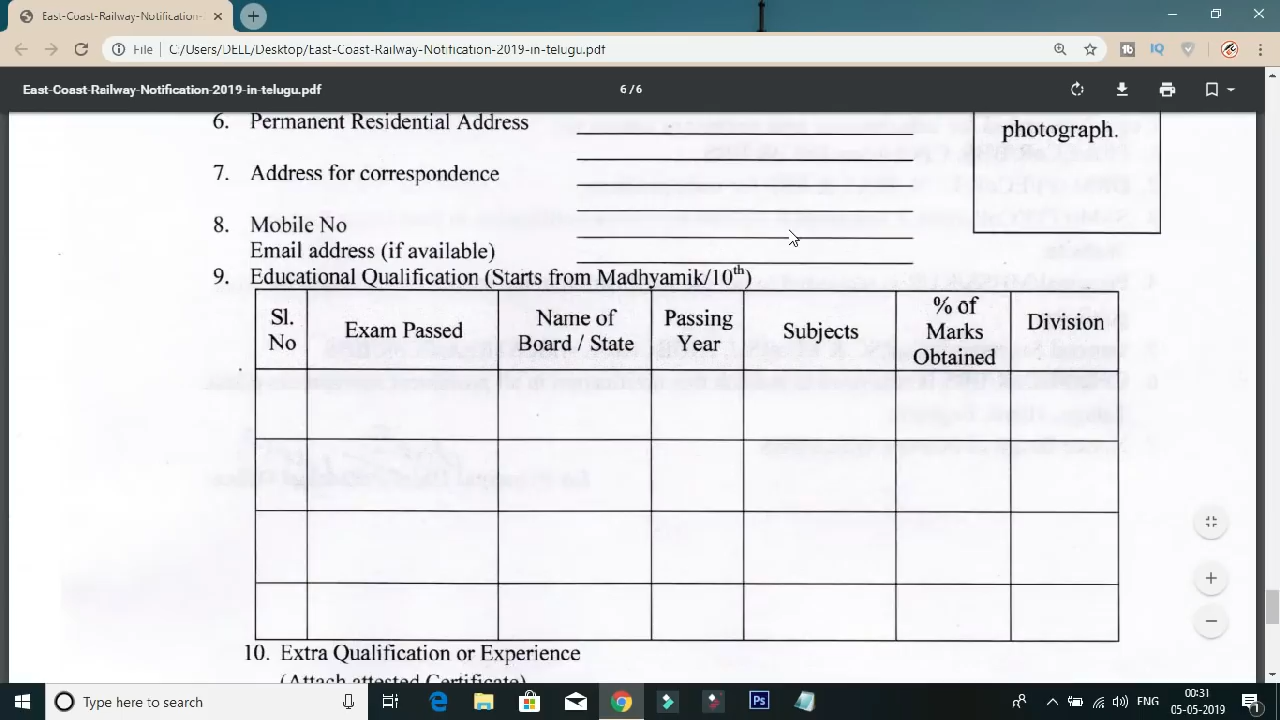 East-Coast-Railway-Notification-
File
C:/Users/DELL/Desktop/East-Coast-Railway-Notification-2019-in-telugu.pdf
East-Coast-Railway-Notification-2019-in-telugu.pdf
6 / 6
photograph.
6. Permanent Residential Address
7. Address for correspondence
8. Mobile No
Email address (if available)
9. Educational Qualification (Starts from Madhyamik/10th)
Sl. No
Exam Passed
Name of Board / State
Passing Year
Subjects
% of Marks Obtained
Division
10. Extra Qualification or Experience
(Attach attested Certificate)
Type here to search
Ps
ENG
00:31
05-05-2019